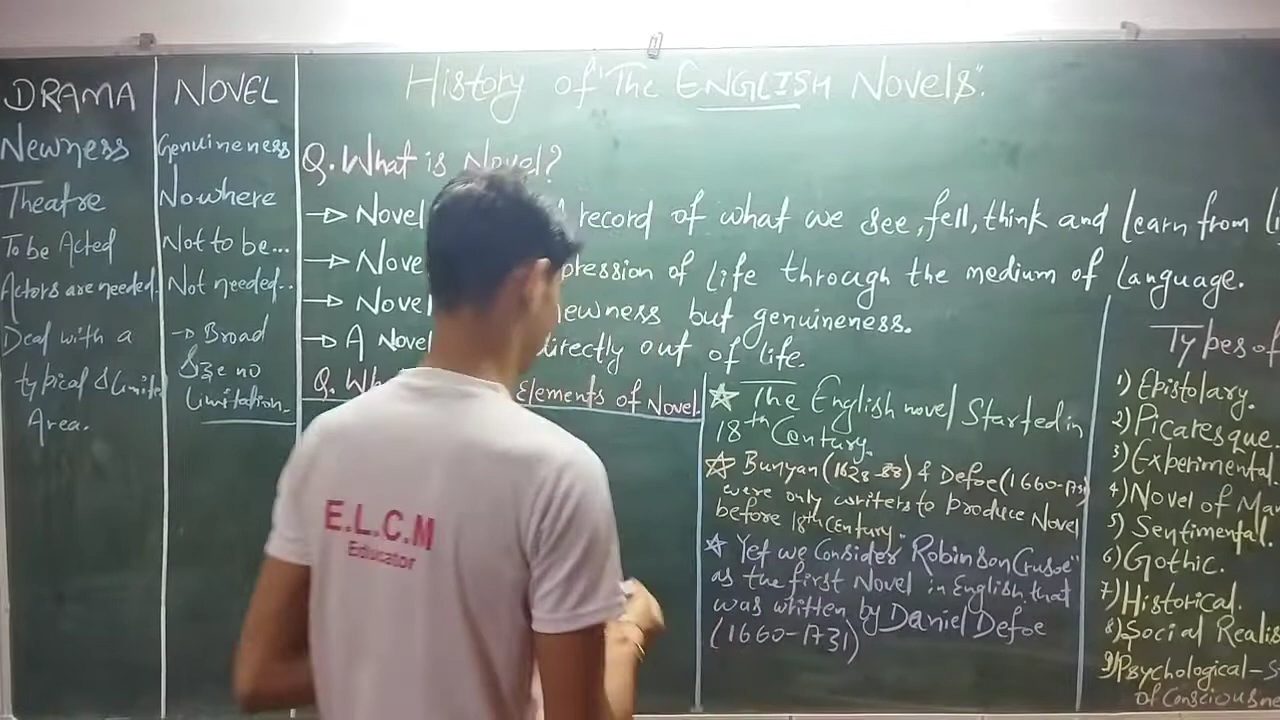 DRAMA
Newness
Theatre
To be Acted
Actors are needed.
Deal with a
typical & Limite
Area.
NOVEL
Genuineness
Nowhere
Not to be...
Not needed..
→ Broad
& no
Limitation.
History of "The ENGLISH Novels".
Q. What is Novel?
→ Novel record of what we see, fell, think and learn from
→ Nove pression of life through the medium of language.
→ Novel ewness but genuineness.
→ A Novel directly out of life.
Q. Wh Elements of Novel.
☆ The English novel Started in
18th Century.
☆ Bunyan (1628-88) & Defoe (1660-1731
were only writers to produce Novel
before 18th Century.
☆ Yet we Consider Robinson Crusoe"
as the first Novel in English that
was written by Daniel Defoe
(1660-1731)
Types of
1) Epistolary.
2) Picaresque.
3) Experimental.
4) Novel of Man
5) Sentimental.
6) Gothic.
7) Historical.
8) Social Realis
9) Psychological-S
of Consciousne
E.L.C.M
Educator